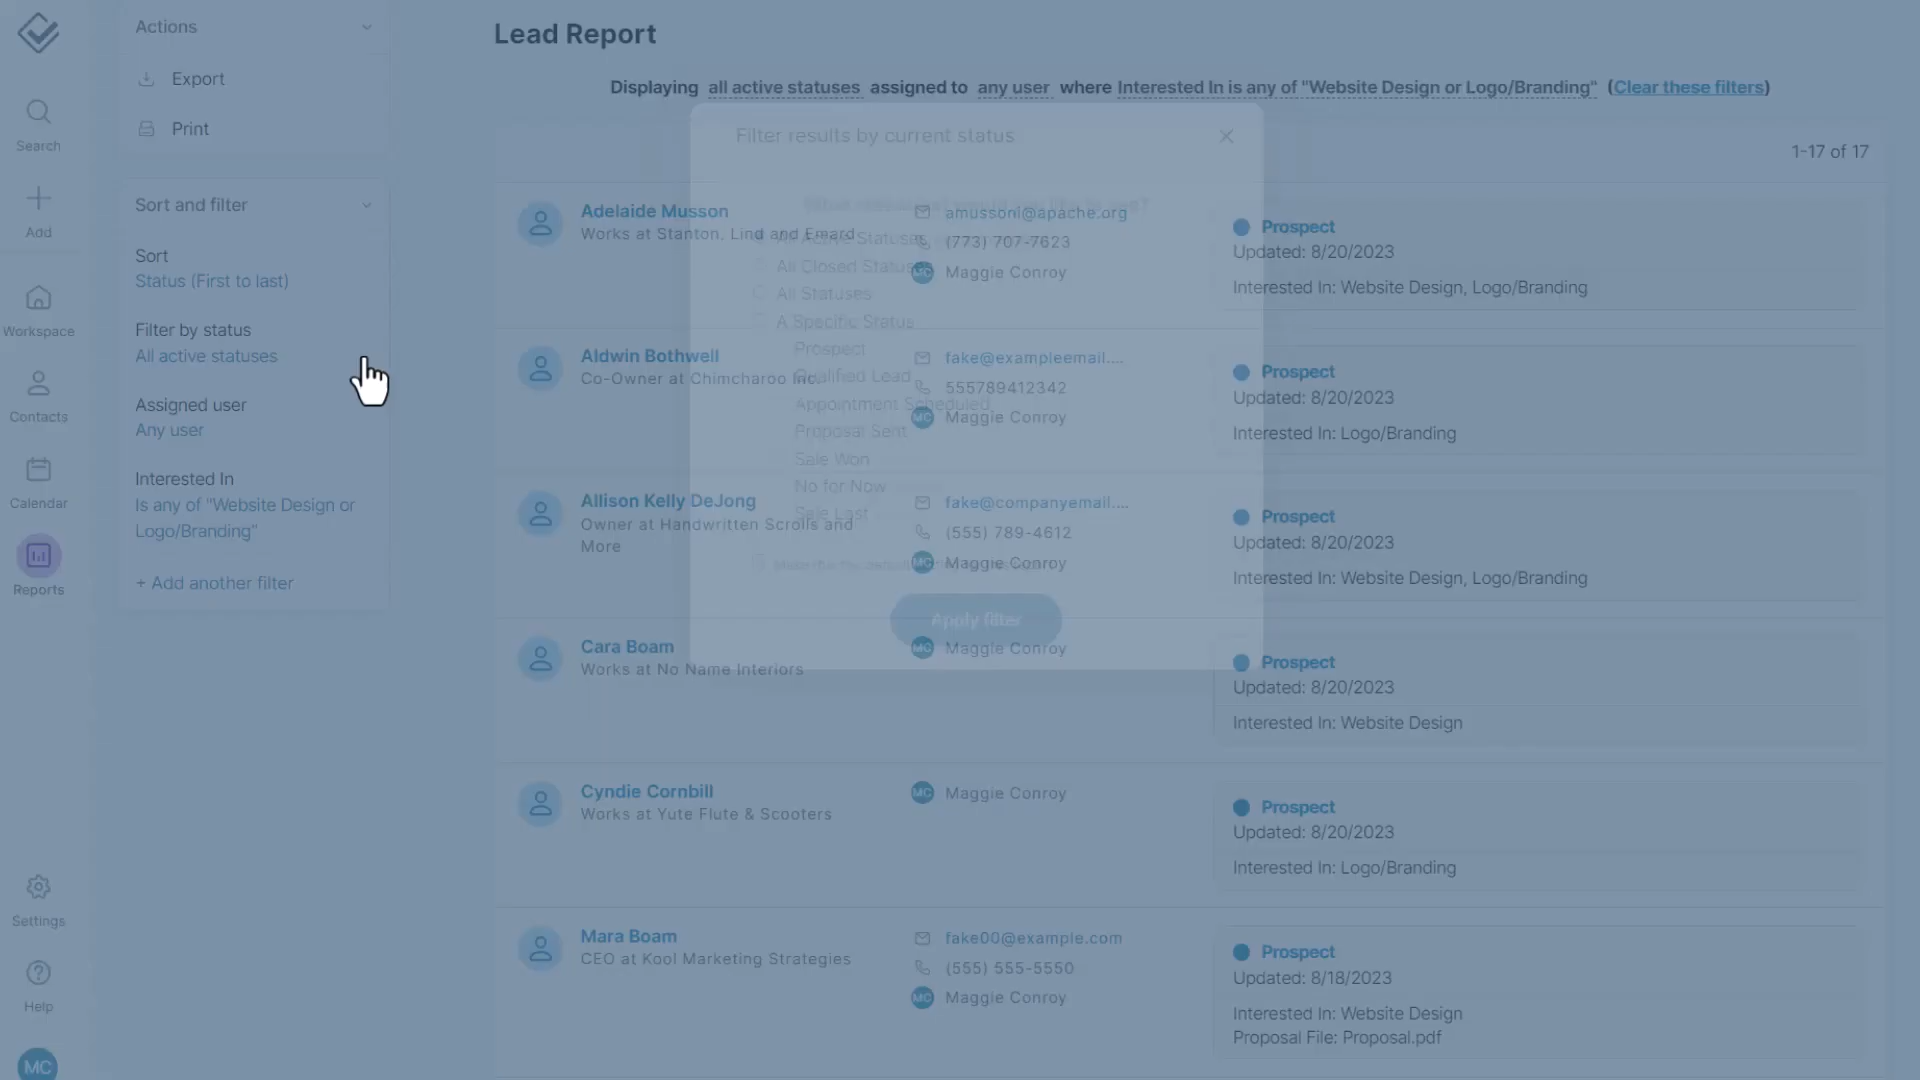 Search
Add
Workspace
Contacts
Calendar
Reports
Settings
Help
MC
Actions
Export
Print
Sort and filter
Sort
Status (First to last)
Filter by status
All active statuses
Assigned user
Any user
Interested In
Is any of "Website Design or
Logo/Branding"
+ Add another filter
Lead Report
Displaying all active statuses assigned to any user where Interested In is any of "Website Design or Logo/Branding" (Clear these filters)
1-17 of 17
Filter results by current status
All Active Statuses
All Closed Statuses
All Statuses
A Specific Status
Prospect
Qualified Lead
Appointment Scheduled
Proposal Sent
Sale Won
No for Now
Sale Lost
Apply filter
Adelaide Musson
Works at Stanton, Lind and Emard
amussonl@apache.org
(773) 707-7623
MC Maggie Conroy
Prospect
Updated: 8/20/2023
Interested In: Website Design, Logo/Branding
Aldwin Bothwell
Co-Owner at Chimcharoo Inc.
fake@exampleemail....
555789412342
MC Maggie Conroy
Prospect
Updated: 8/20/2023
Interested In: Logo/Branding
Allison Kelly DeJong
Owner at Handwritten Scrolls and
More
fake@companyemail....
(555) 789-4612
MC Maggie Conroy
Prospect
Updated: 8/20/2023
Interested In: Website Design, Logo/Branding
Cara Boam
Works at No Name Interiors
MC Maggie Conroy
Prospect
Updated: 8/20/2023
Interested In: Website Design
Cyndie Cornbill
Works at Yute Flute & Scooters
MC Maggie Conroy
Prospect
Updated: 8/20/2023
Interested In: Logo/Branding
Mara Boam
CEO at Kool Marketing Strategies
fake00@example.com
(555) 555-5550
MC Maggie Conroy
Prospect
Updated: 8/18/2023
Interested In: Website Design
Proposal File: Proposal.pdf